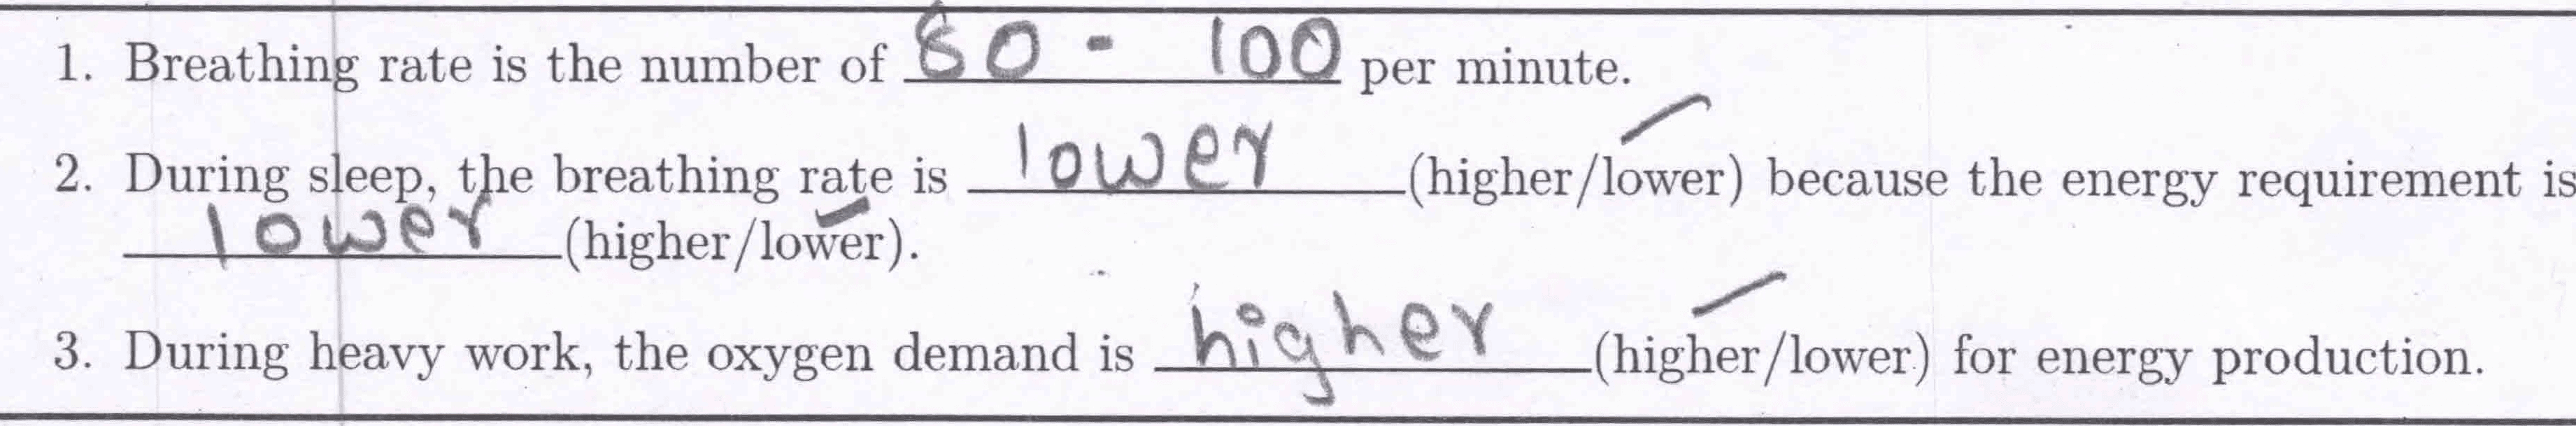 1. Breathing rate is the number of 80 - 100 per minute.
2. During sleep, the breathing rate is lower (higher/lower) because the energy requirement is
lower (higher/lower).
3. During heavy work, the oxygen demand is higher (higher/lower) for energy production.